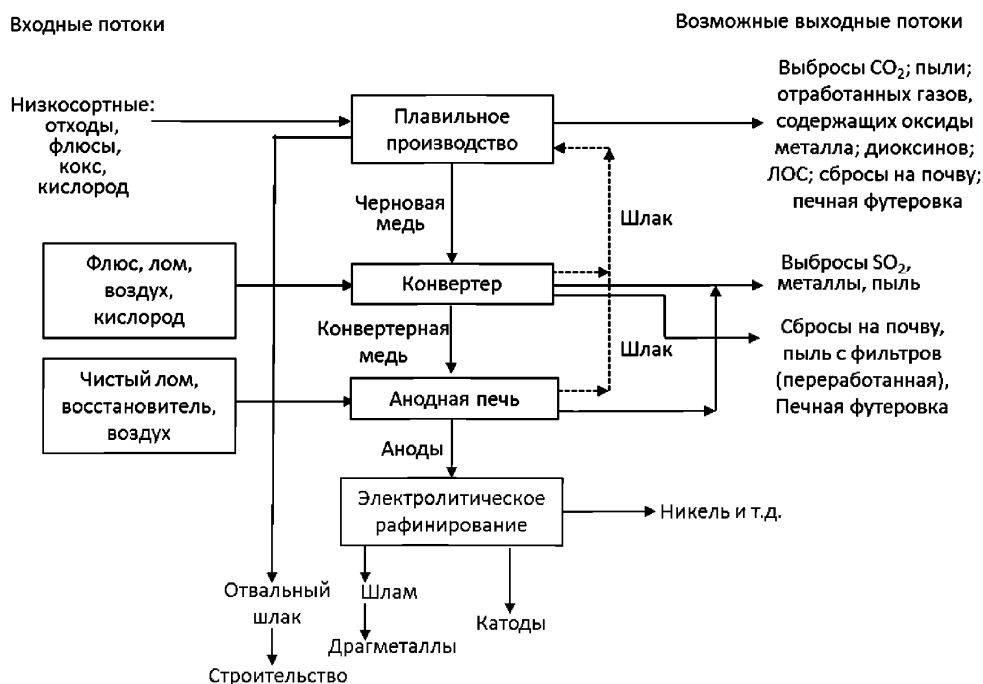 Входные потоки
Возможные выходные потоки
Низкосортные:
отходы,
флюсы,
кокс,
кислород
Плавильное
производство
Выбросы CO₂; пыли;
отработанных газов,
содержащих оксиды
металла; диоксинов;
ЛОС; сбросы на почву;
печная футеровка
Черновая
медь
Шлак
Флюс, лом,
воздух,
кислород
Конвертер
Выбросы SO₂,
металлы, пыль
Конвертерная
медь
Шлак
Сбросы на почву,
пыль с фильтров
(переработанная),
Печная футеровка
Чистый лом,
восстановитель,
воздух
Анодная печь
Аноды
Электролитическое
рафинирование
Никель и т.д.
Отвальный
шлак
Шлам
Катоды
Драгметаллы
Строительство